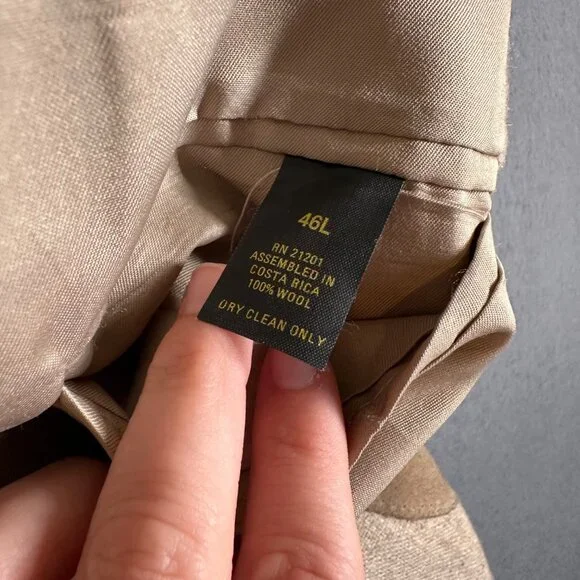 46L
RN 21201
ASSEMBLED IN
COSTA RICA
100% WOOL
DRY CLEAN ONLY